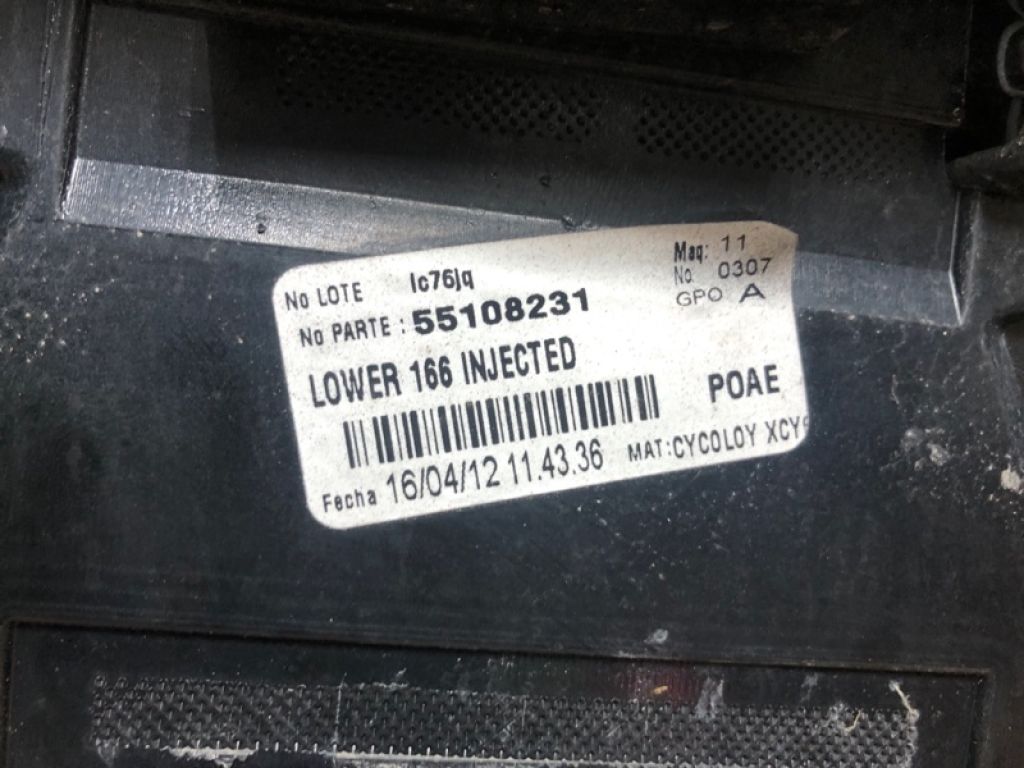 No LOTE lc76jq
Maq: 11
No. 0307
No PARTE : 55108231
GPO A
LOWER 166 INJECTED
POAE
Fecha 16/04/12 11.43.36
MAT:CYCOLOY XCY